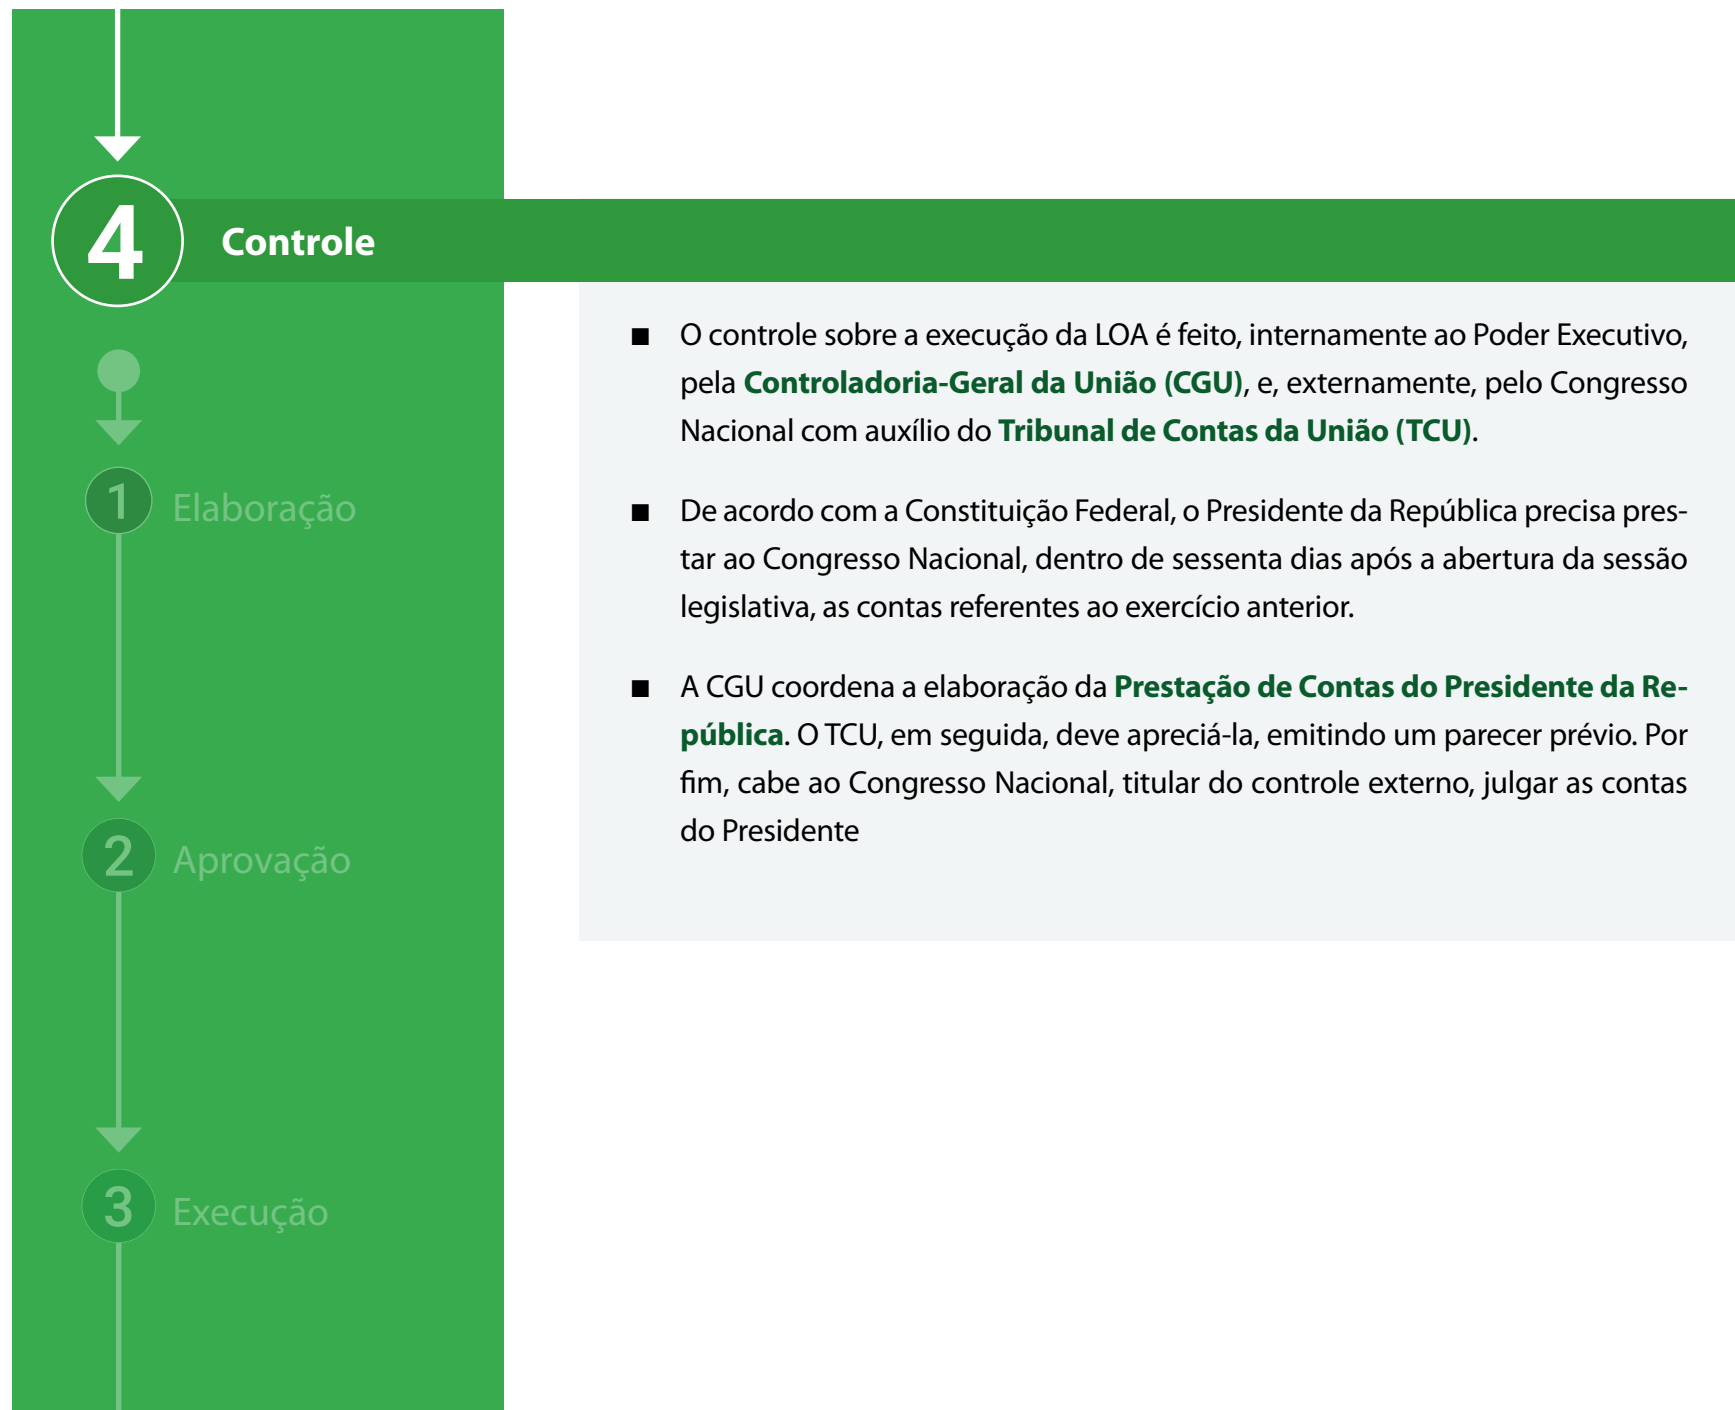 4
Controle
■ O controle sobre a execução da LOA é feito, internamente ao Poder Executivo,
pela Controladoria-Geral da União (CGU), e, externamente, pelo Congresso
Nacional com auxílio do Tribunal de Contas da União (TCU).
■ De acordo com a Constituição Federal, o Presidente da República precisa pres-
tar ao Congresso Nacional, dentro de sessenta dias após a abertura da sessão
legislativa, as contas referentes ao exercício anterior.
■ A CGU coordena a elaboração da Prestação de Contas do Presidente da Re-
pública. O TCU, em seguida, deve apreciá-la, emitindo um parecer prévio. Por
fim, cabe ao Congresso Nacional, titular do controle externo, julgar as contas
do Presidente
1 Elaboração
2 Aprovação
3 Execução